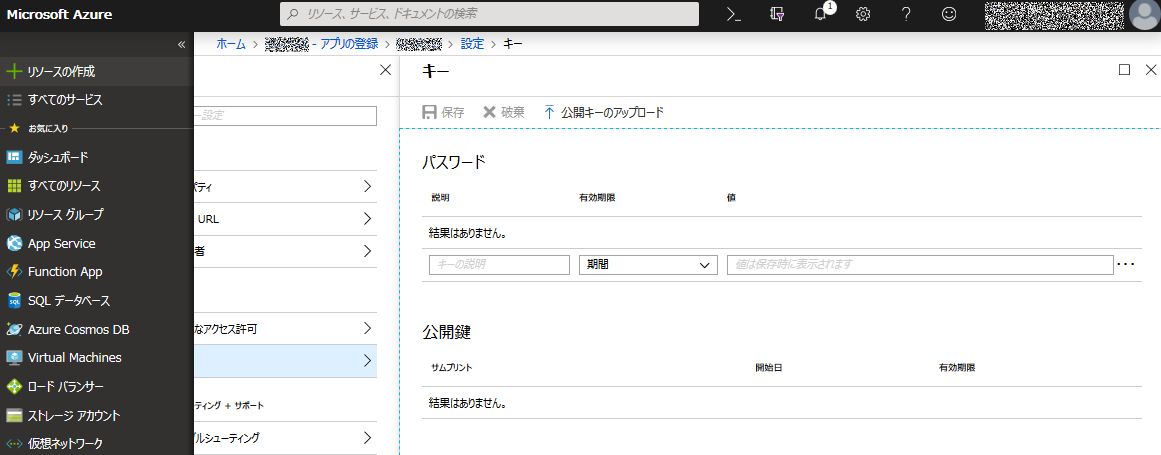 Microsoft Azure
リソース、サービス、ドキュメントの検索
1
ホーム > - アプリの登録 > > 設定 > キー
リソースの作成
すべてのサービス
お気に入り
ダッシュボード
すべてのリソース
リソース グループ
App Service
Function App
SQL データベース
Azure Cosmos DB
Virtual Machines
ロード バランサー
ストレージ アカウント
仮想ネットワーク
ー設定
パティ
URL
者
なアクセス許可
ティング + サポート
ブルシューティング
キー
保存 破棄 公開キーのアップロード
パスワード
説明 有効期限 値
結果はありません。
キーの説明 期間 値は保存時に表示されます
公開鍵
サムプリント 開始日 有効期限
結果はありません。